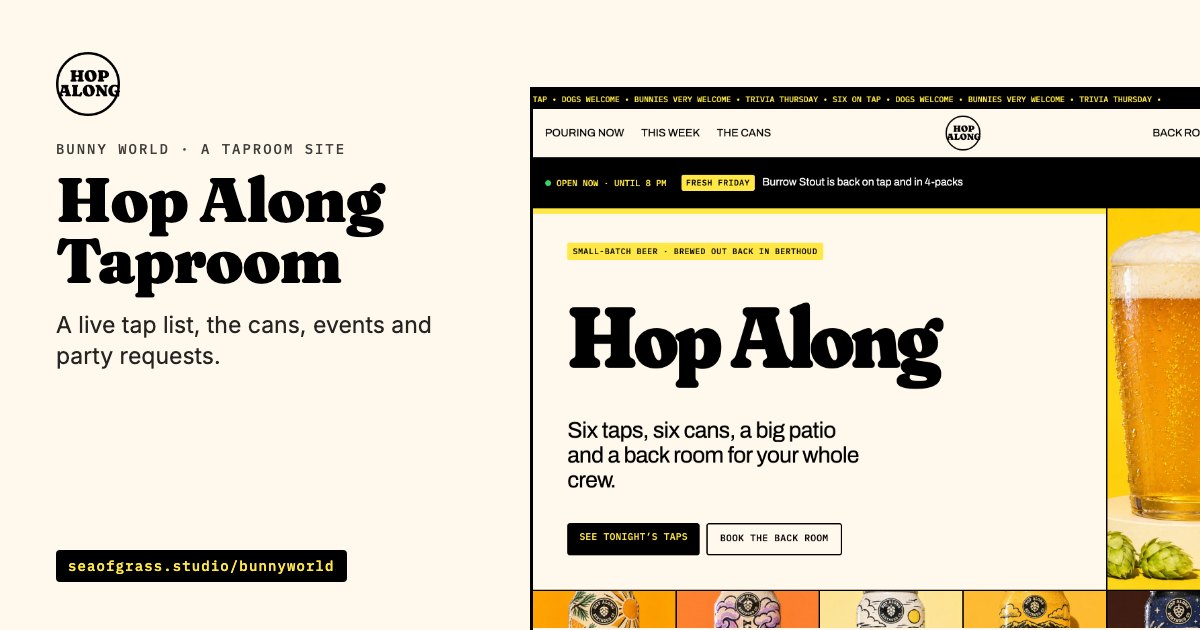 HOP
ALONG
BUNNY WORLD · A TAPROOM SITE
Hop Along
Taproom
A live tap list, the cans, events and
party requests.
seaofgrass.studio/bunnyworld
TAP • DOGS WELCOME • BUNNIES VERY WELCOME • TRIVIA THURSDAY • SIX ON TAP • DOGS WELCOME • BUNNIES VERY WELCOME • TRIVIA THURSDAY •
POURING NOW THIS WEEK THE CANS
HOP
ALONG
BACK RO
OPEN NOW · UNTIL 8 PM FRESH FRIDAY Burrow Stout is back on tap and in 4-packs
SMALL-BATCH BEER · BREWED OUT BACK IN BERTHOUD
Hop Along
Six taps, six cans, a big patio
and a back room for your whole
crew.
SEE TONIGHT'S TAPS BOOK THE BACK ROOM